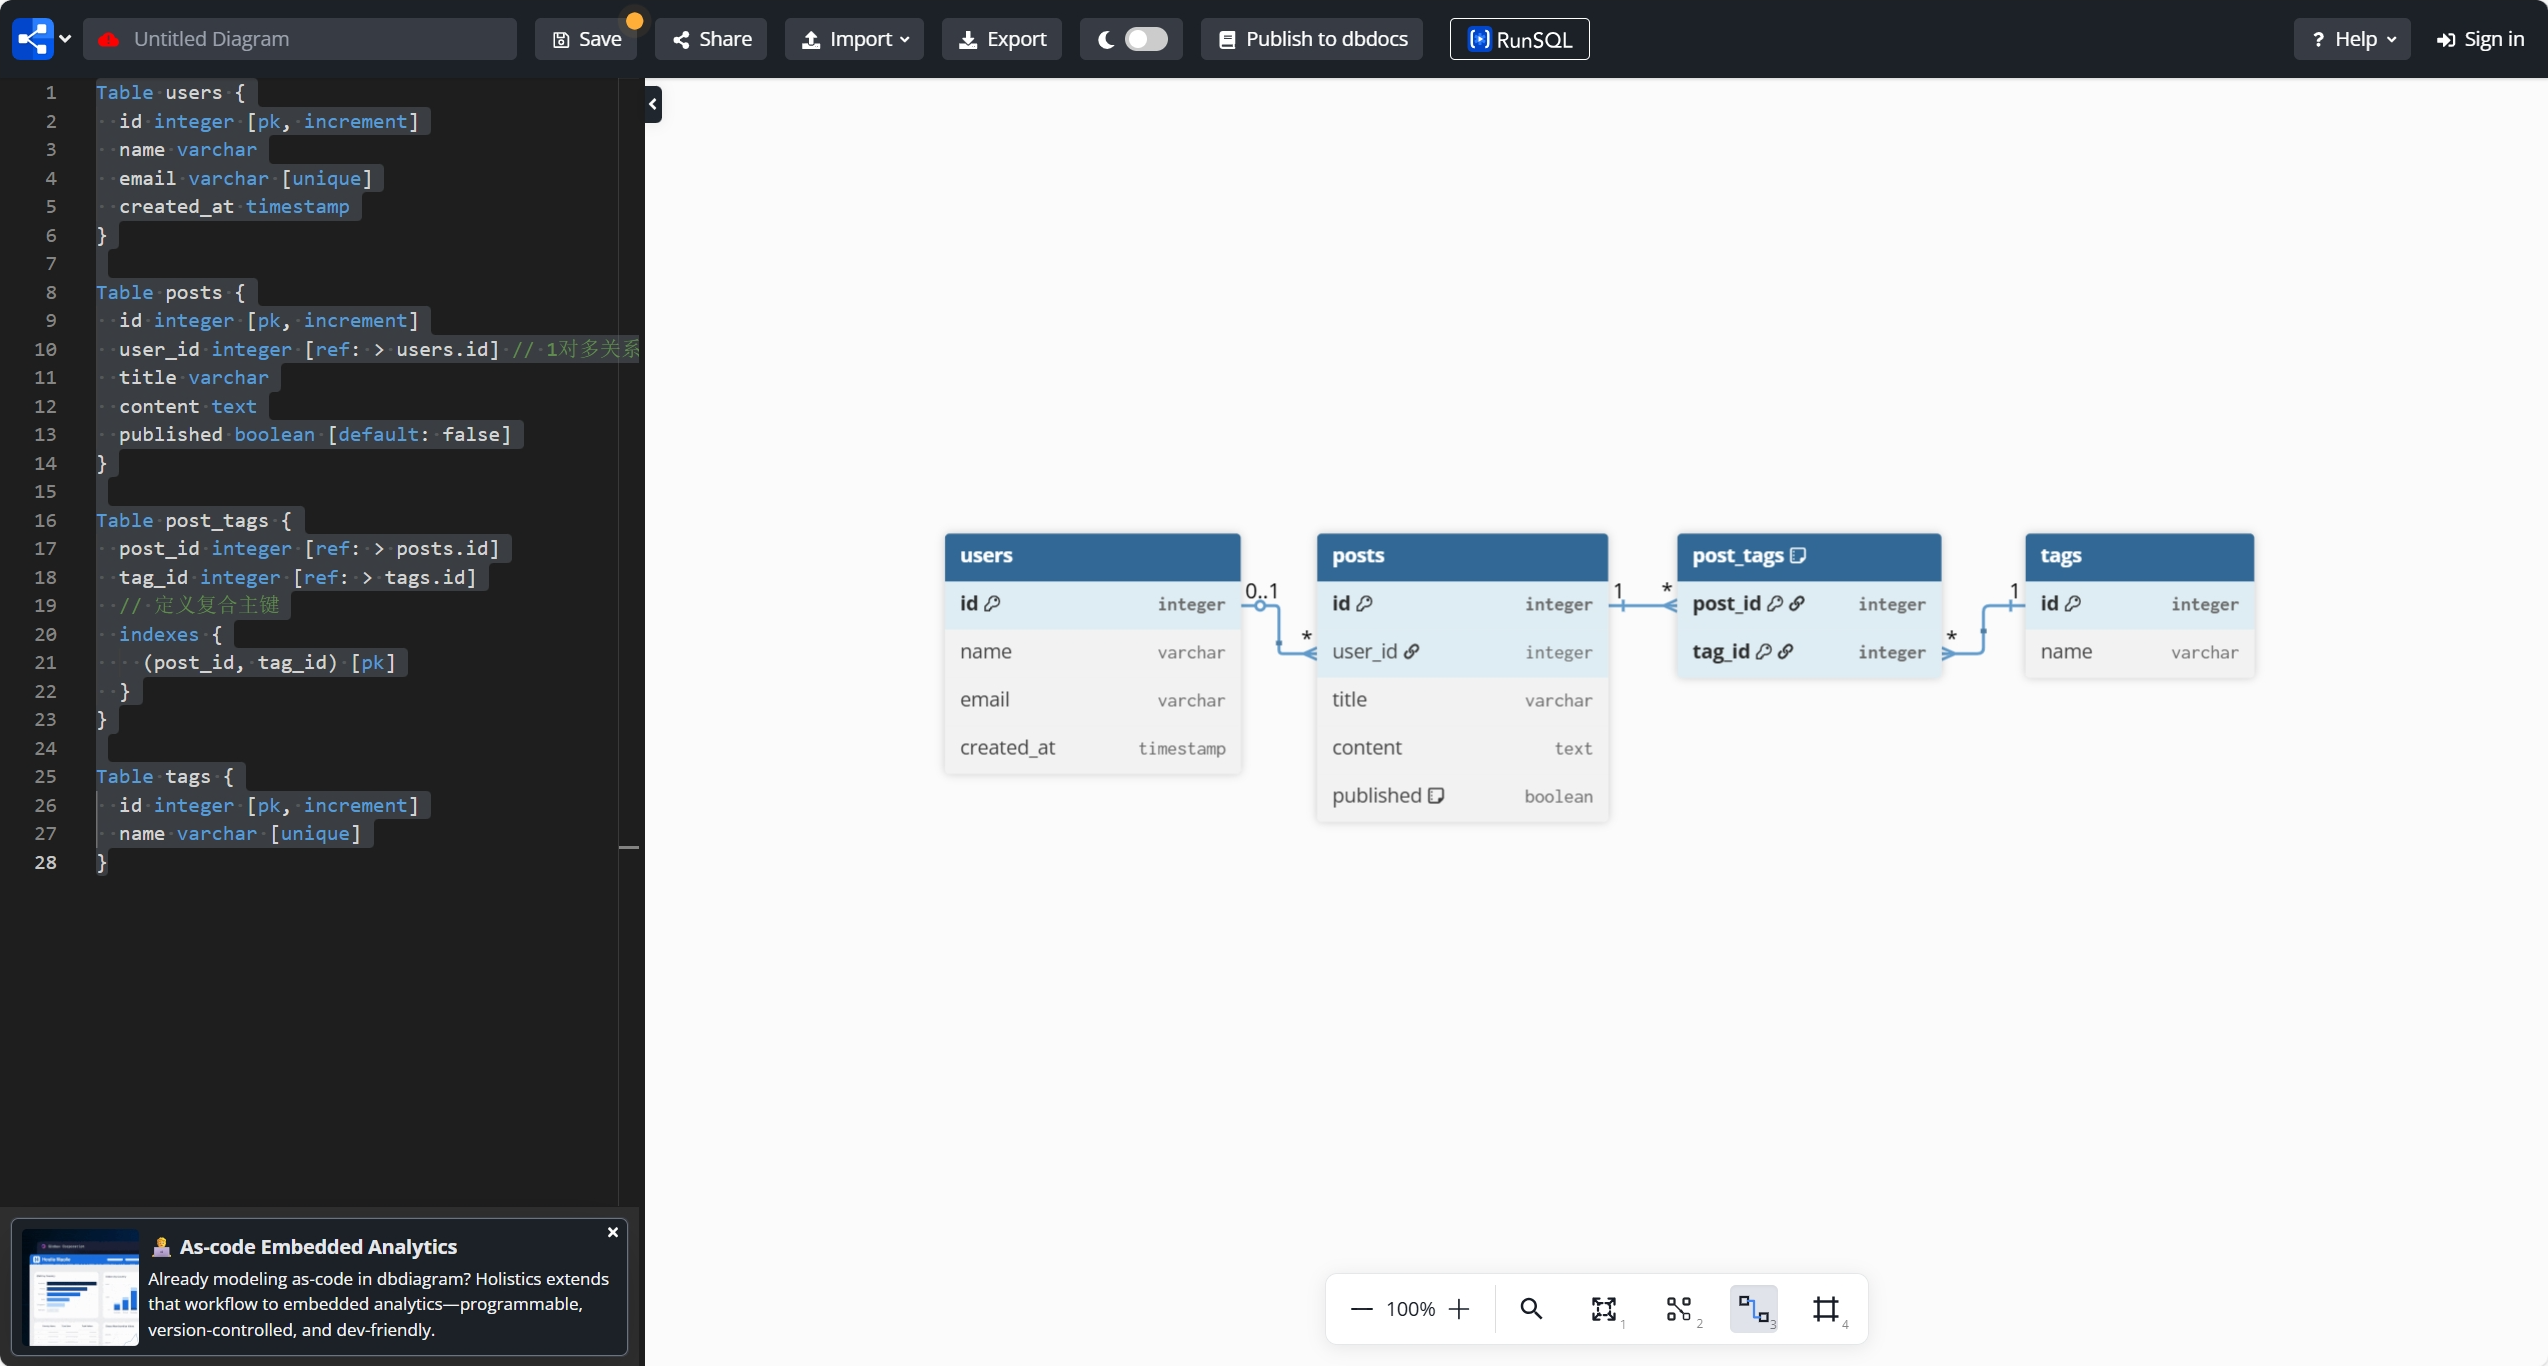 Untitled Diagram
Save
Share
Import
Export
Publish to dbdocs
RunSQL
? Help
Sign in
1 Table users {
2 id integer [pk, increment]
3 name varchar
4 email varchar [unique]
5 created_at timestamp
6 }
7
8 Table posts {
9 id integer [pk, increment]
10 user_id integer [ref: > users.id] // 1对多关系
11 title varchar
12 content text
13 published boolean [default: false]
14 }
15
16 Table post_tags {
17 post_id integer [ref: > posts.id]
18 tag_id integer [ref: > tags.id]
19 // 定义复合主键
20 indexes {
21 (post_id, tag_id) [pk]
22 }
23 }
24
25 Table tags {
26 id integer [pk, increment]
27 name varchar [unique]
28 }
As-code Embedded Analytics
Already modeling as-code in dbdiagram? Holistics extends
that workflow to embedded analytics—programmable,
version-controlled, and dev-friendly.
users
id integer
name varchar
email varchar
created_at timestamp
0..1
*
posts
id integer
user_id integer
title varchar
content text
published boolean
1
*
post_tags
post_id integer
tag_id integer
*
1
tags
id integer
name varchar
100%
1
2
3
4